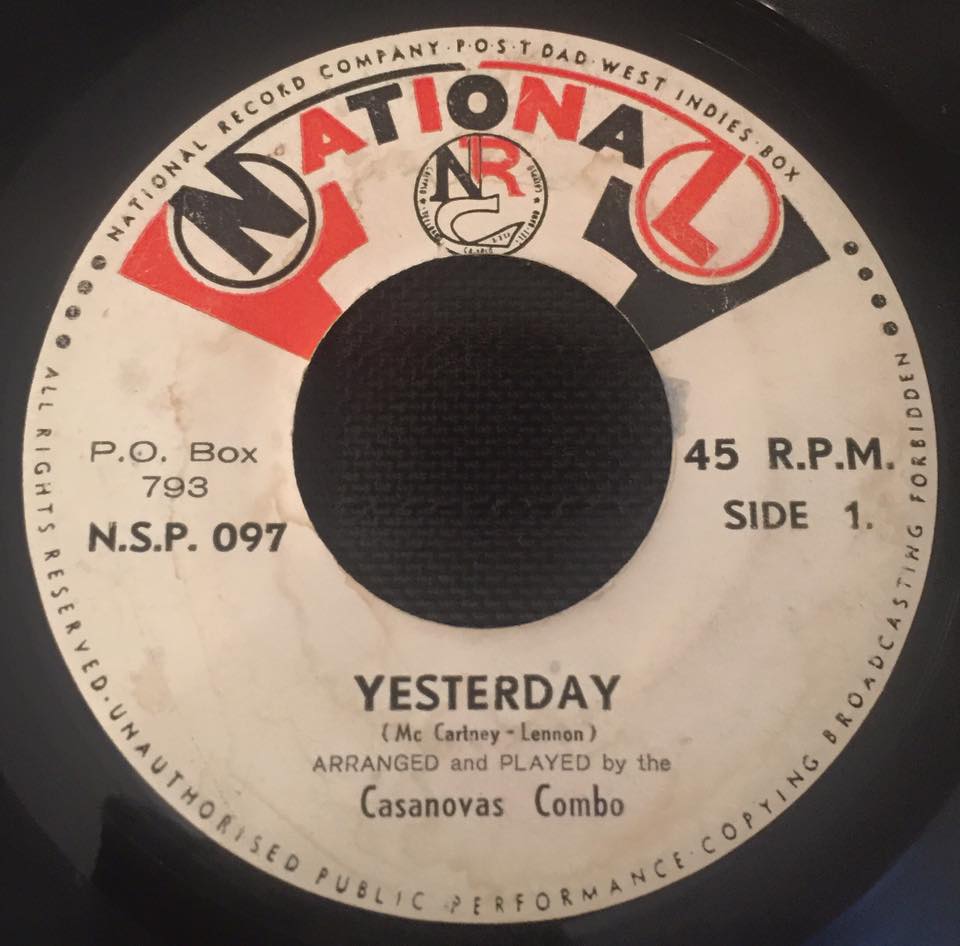 NATIONAL RECORD COMPANY·P·OS·T DAD·WEST INDIES·BOX
NATIONAL
NR
P.O. Box
793
N.S.P. 097
45 R.P.M.
SIDE 1.
YESTERDAY
(Mc Cartney - Lennon)
ARRANGED and PLAYED by the
Casanovas Combo
ALL RIGHTS RESERVED·UNAUTHORISED PUBLIC PERFORMANCE·COPYING BROADCASTING FORBIDDEN